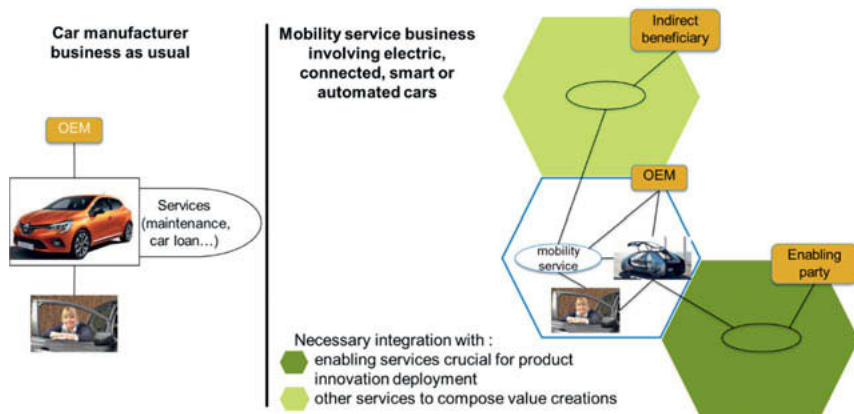 Car manufacturer
business as usual
OEM
Services
(maintenance,
car loan…)
Mobility service business
involving electric,
connected, smart or
automated cars
Indirect
beneficiary
OEM
mobility
service
Enabling
party
Necessary integration with :
enabling services crucial for product
innovation deployment
other services to compose value creations